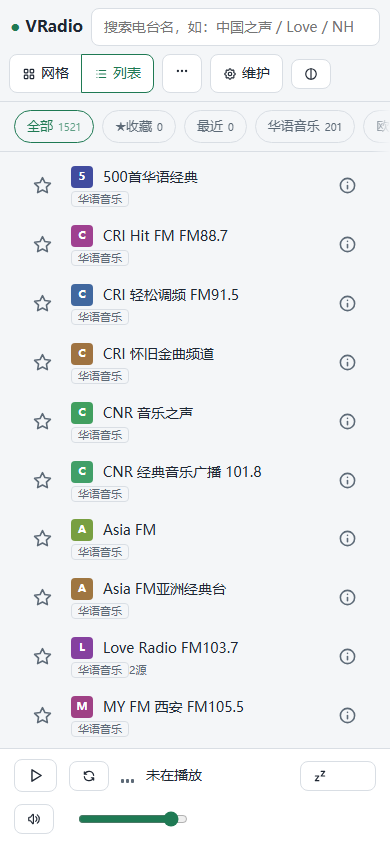 VRadio
搜索电台名，如：中国之声 / Love / NH
网格
列表
...
维护
全部 1521
★收藏 0
最近 0
华语音乐 201
5 500首华语经典
华语音乐
C CRI Hit FM FM88.7
华语音乐
C CRI 轻松调频 FM91.5
华语音乐
C CRI 怀旧金曲频道
华语音乐
C CNR 音乐之声
华语音乐
C CNR 经典音乐广播 101.8
华语音乐
A Asia FM
华语音乐
A Asia FM亚洲经典台
华语音乐
L Love Radio FM103.7
华语音乐 2源
M MY FM 西安 FM105.5
华语音乐
... 未在播放
zz